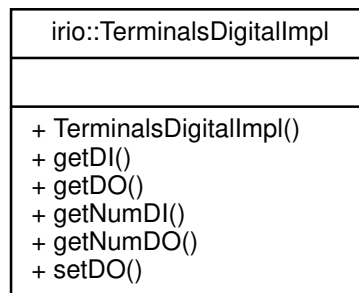 irio::TerminalsDigitalImpl
+ TerminalsDigitalImpl()
+ getDI()
+ getDO()
+ getNumDI()
+ getNumDO()
+ setDO()